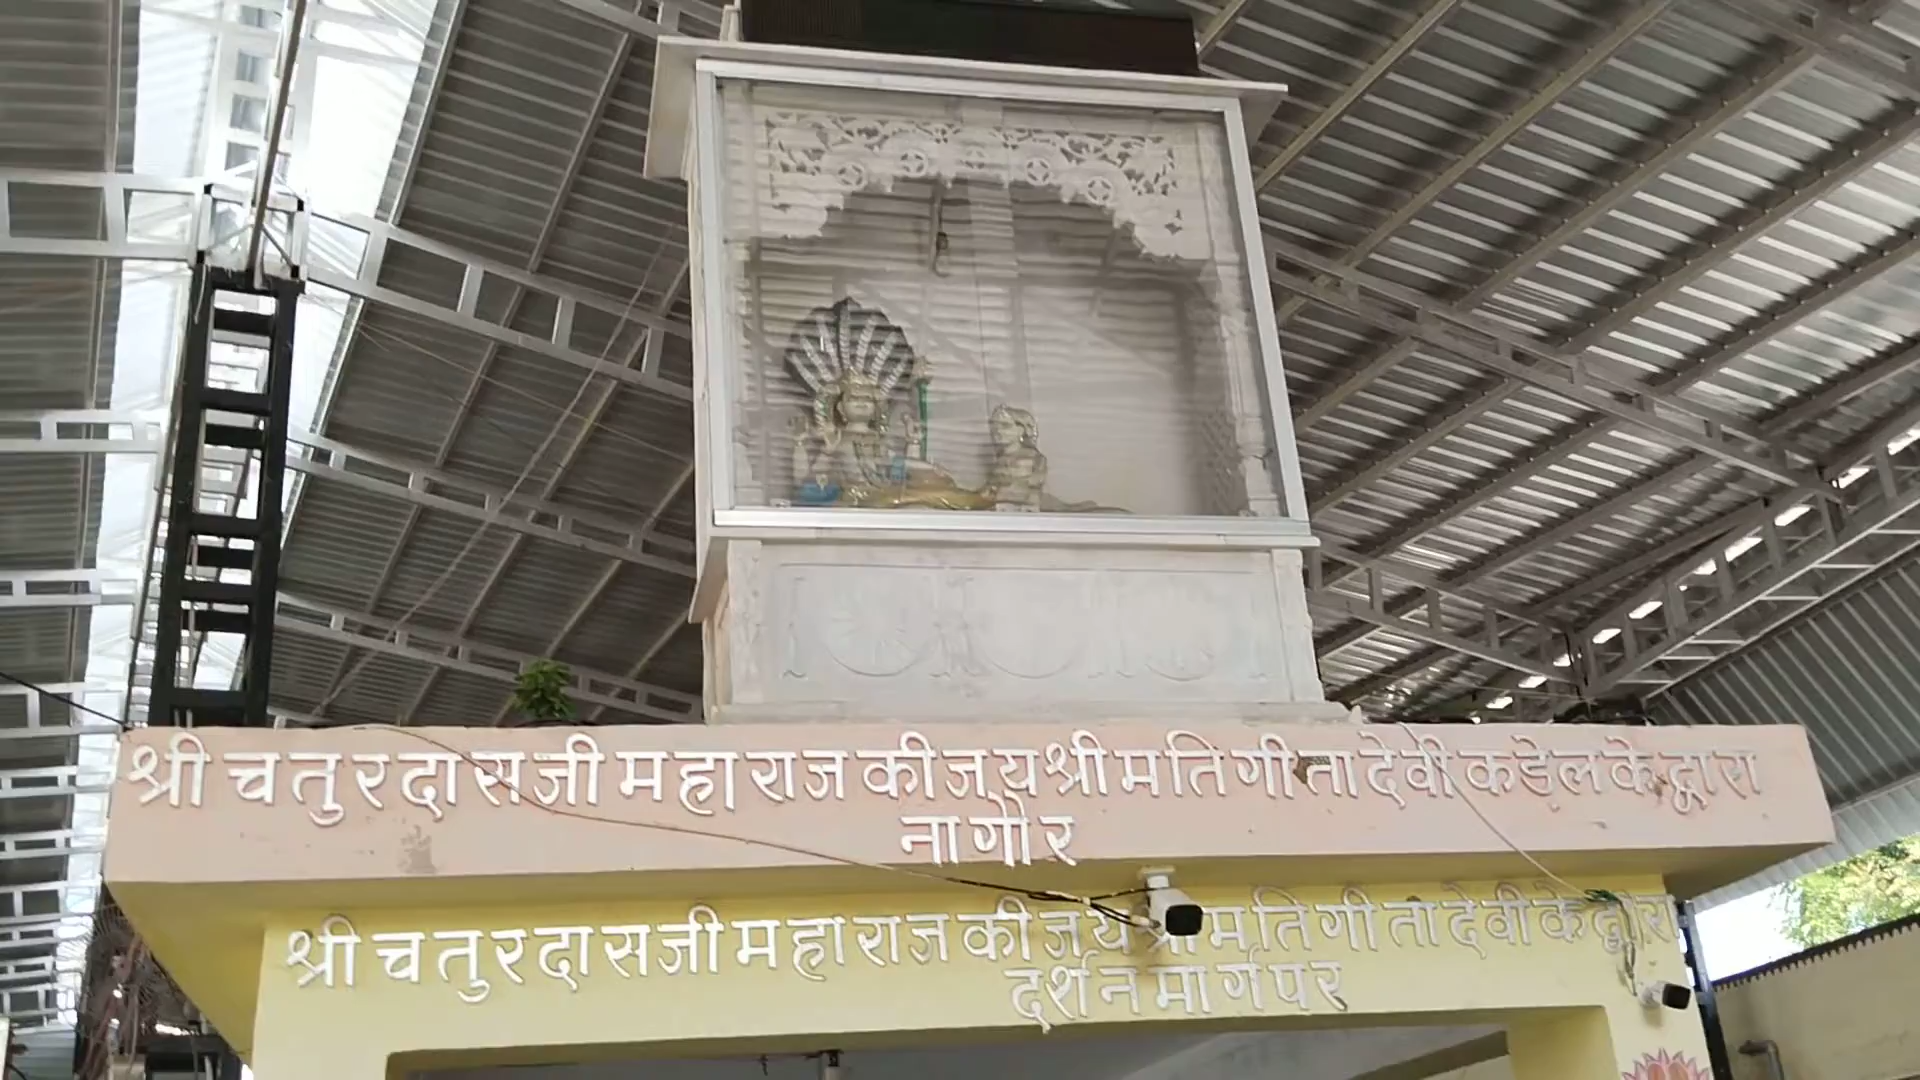 श्री चतुरदासजी महाराज की जय श्रीमति गीता देवी कड़ेल के द्वारा
नागौर
श्री चतुरदासजी महाराज की जय श्रीमति गीता देवी के द्वारा
दर्शन मार्ग पर